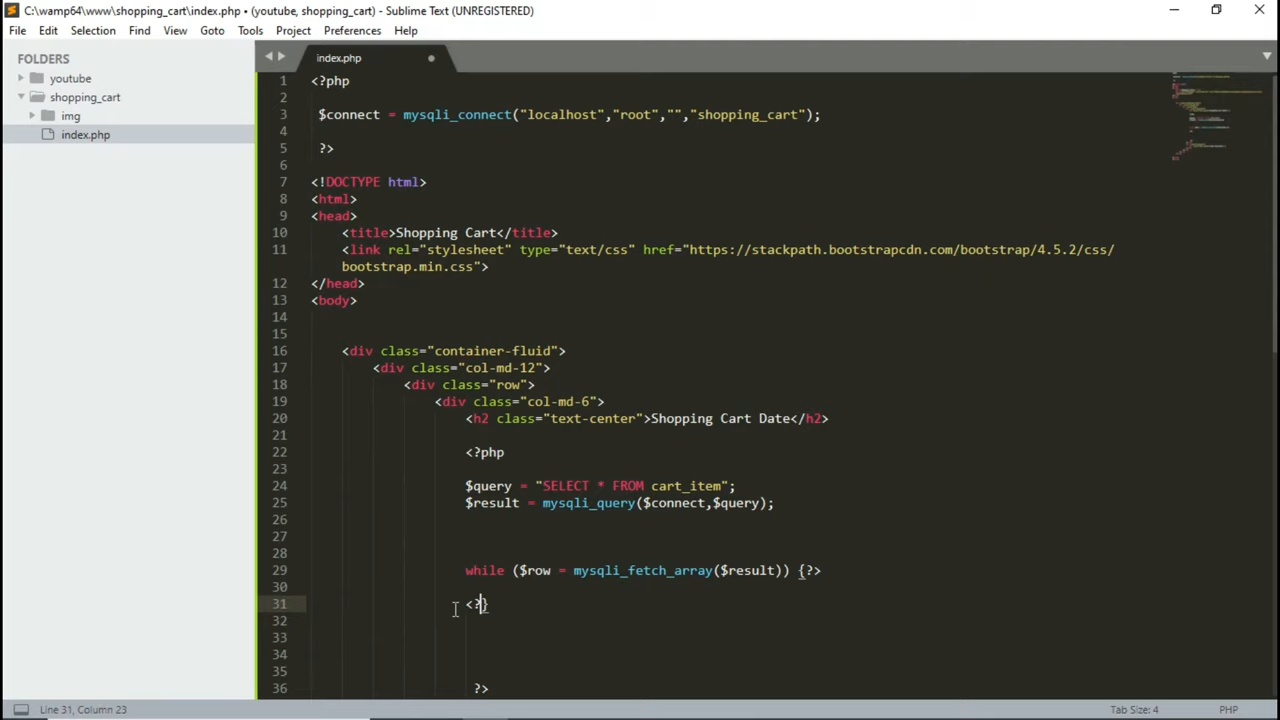 C:\wamp64\www\shopping_cart\index.php • (youtube, shopping_cart) - Sublime Text (UNREGISTERED)
File Edit Selection Find View Goto Tools Project Preferences Help
FOLDERS
youtube
shopping_cart
img
index.php
index.php
1 <?php
2
3 $connect = mysqli_connect("localhost","root","","shopping_cart");
4
5 ?>
6
7 <!DOCTYPE html>
8 <html>
9 <head>
10 <title>Shopping Cart</title>
11 <link rel="stylesheet" type="text/css" href="https://stackpath.bootstrapcdn.com/bootstrap/4.5.2/css/
bootstrap.min.css">
12 </head>
13 <body>
14
15
16 <div class="container-fluid">
17 <div class="col-md-12">
18 <div class="row">
19 <div class="col-md-6">
20 <h2 class="text-center">Shopping Cart Date</h2>
21
22 <?php
23
24 $query = "SELECT * FROM cart_item";
25 $result = mysqli_query($connect,$query);
26
27
28
29 while ($row = mysqli_fetch_array($result)) {?>
30
31 <?}
32
33
34
35
36 ?>
Line 31, Column 23
Tab Size: 4
PHP